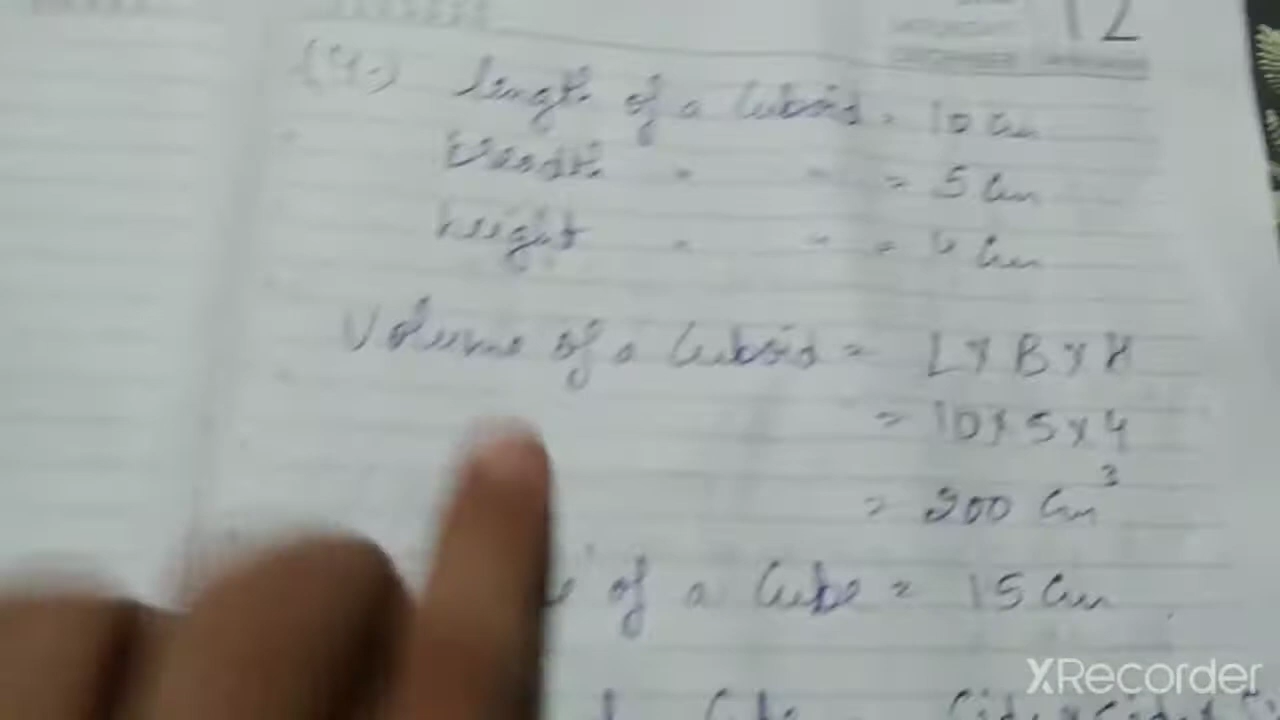 12
(4.) length of a Cuboid = 10 Cm
breadth " " = 5 Cm
height " " = 4 Cm
Volume of a Cuboid = L x B x H
= 10 x 5 x 4
= 200 Cm³
of a Cube = 15 Cm
XRecorder